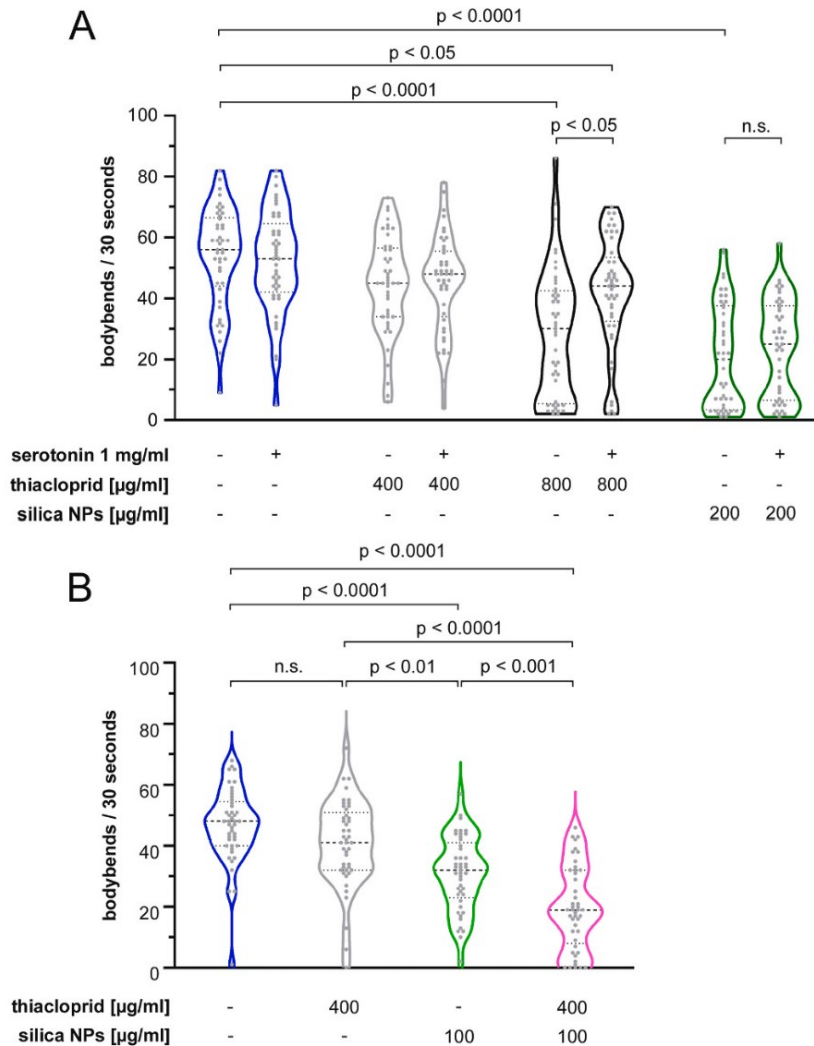 A
p < 0.0001
p < 0.05
p < 0.0001
p < 0.05
n.s.
100
80
60
40
20
0
bodybends / 30 seconds
serotonin 1 mg/ml - + - + - + - +
thiacloprid [µg/ml] - - 400 400 800 800 - -
silica NPs [µg/ml] - - - - - - 200 200
B
p < 0.0001
p < 0.0001
p < 0.0001
n.s. p < 0.01 p < 0.001
100
80
60
40
20
0
bodybends / 30 seconds
thiacloprid [µg/ml] - 400 - 400
silica NPs [µg/ml] - - 100 100